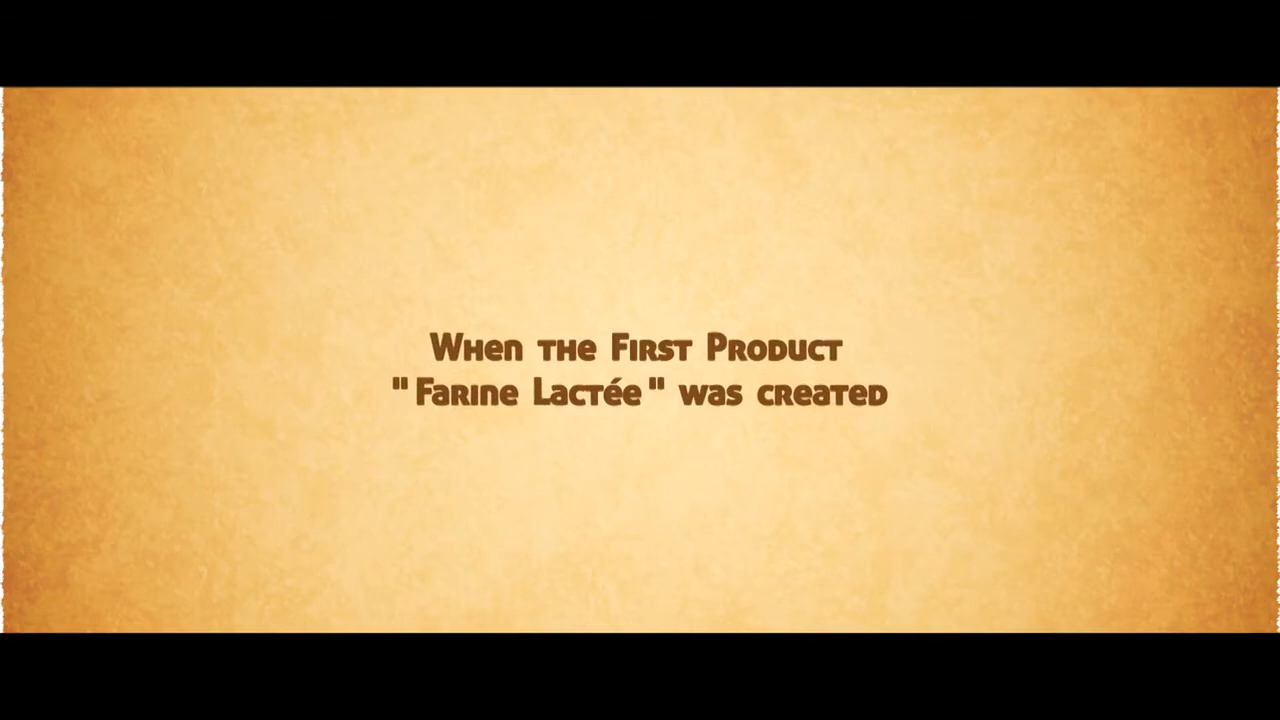 When the First Product
"Farine Lactée" was created